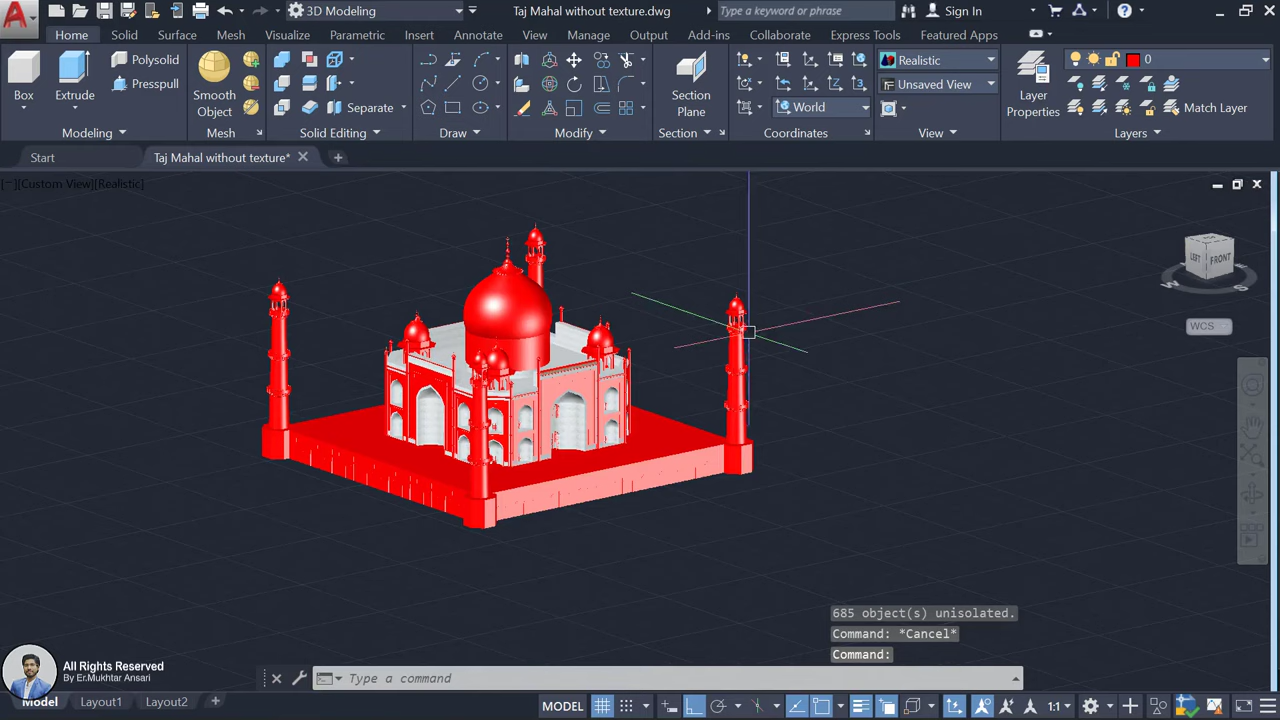 3D Modeling
Taj Mahal without texture.dwg
Type a keyword or phrase
Sign In
Home Solid Surface Mesh Visualize Parametric Insert Annotate View Manage Output Add-ins Collaborate Express Tools Featured Apps
Box
Extrude
Polysolid
Presspull
Smooth Object
Separate
Section Plane
World
Realistic
Unsaved View
Layer Properties
0
Match Layer
Modeling
Mesh
Solid Editing
Draw
Modify
Section
Coordinates
View
Layers
Start
Taj Mahal without texture*
[−][Custom View][Realistic]
LEFT
FRONT
W
S
WCS
685 object(s) unisolated.
Command: *Cancel*
Command:
All Rights Reserved
By Er.Mukhtar Ansari
Type a command
Model Layout1 Layout2
MODEL
1:1